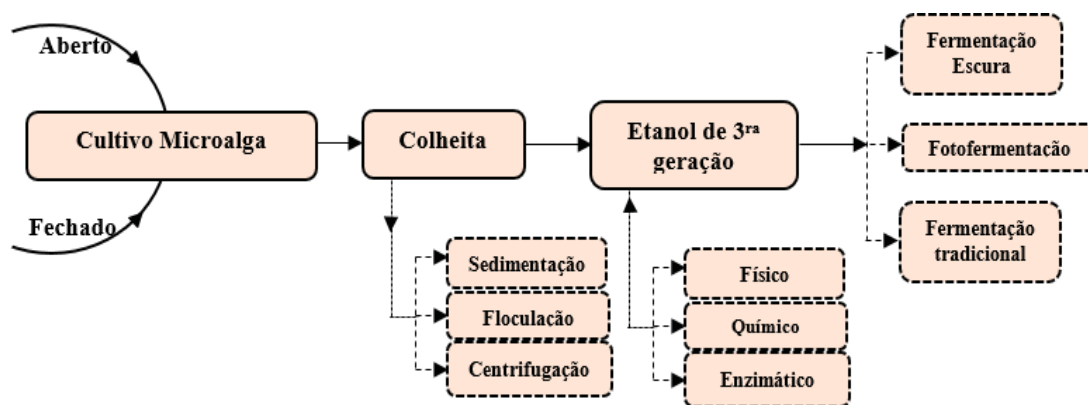 Aberto
Cultivo Microalga
Fechado
Colheita
Sedimentação
Floculação
Centrifugação
Etanol de 3ʳᵃ
geração
Físico
Químico
Enzimático
Fermentação
Escura
Fotofermentação
Fermentação
tradicional